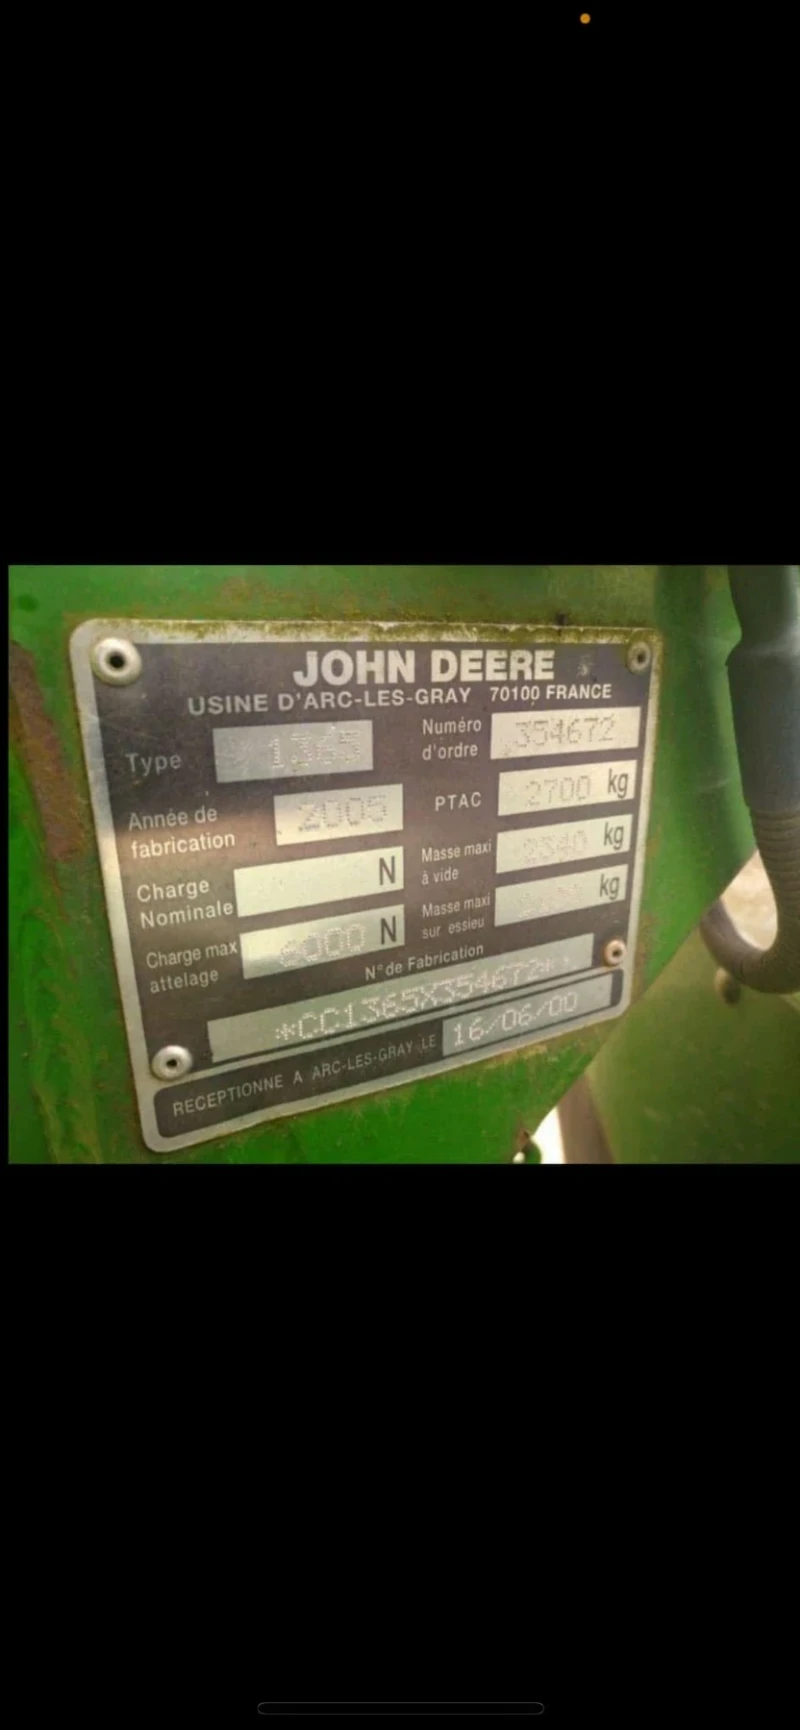 JOHN DEERE
USINE D'ARC-LES-GRAY 70100 FRANCE
Type 1365
Numéro d'ordre 354672
Année de fabrication 2005
PTAC 2700 kg
Charge Nominale N
Masse maxi à vide 2340 kg
Charge max attelage 6000 N
Masse maxi sur essieu kg
N° de Fabrication
*CC1365X354672*
RECEPTIONNE A ARC-LES-GRAY LE 16/06/00